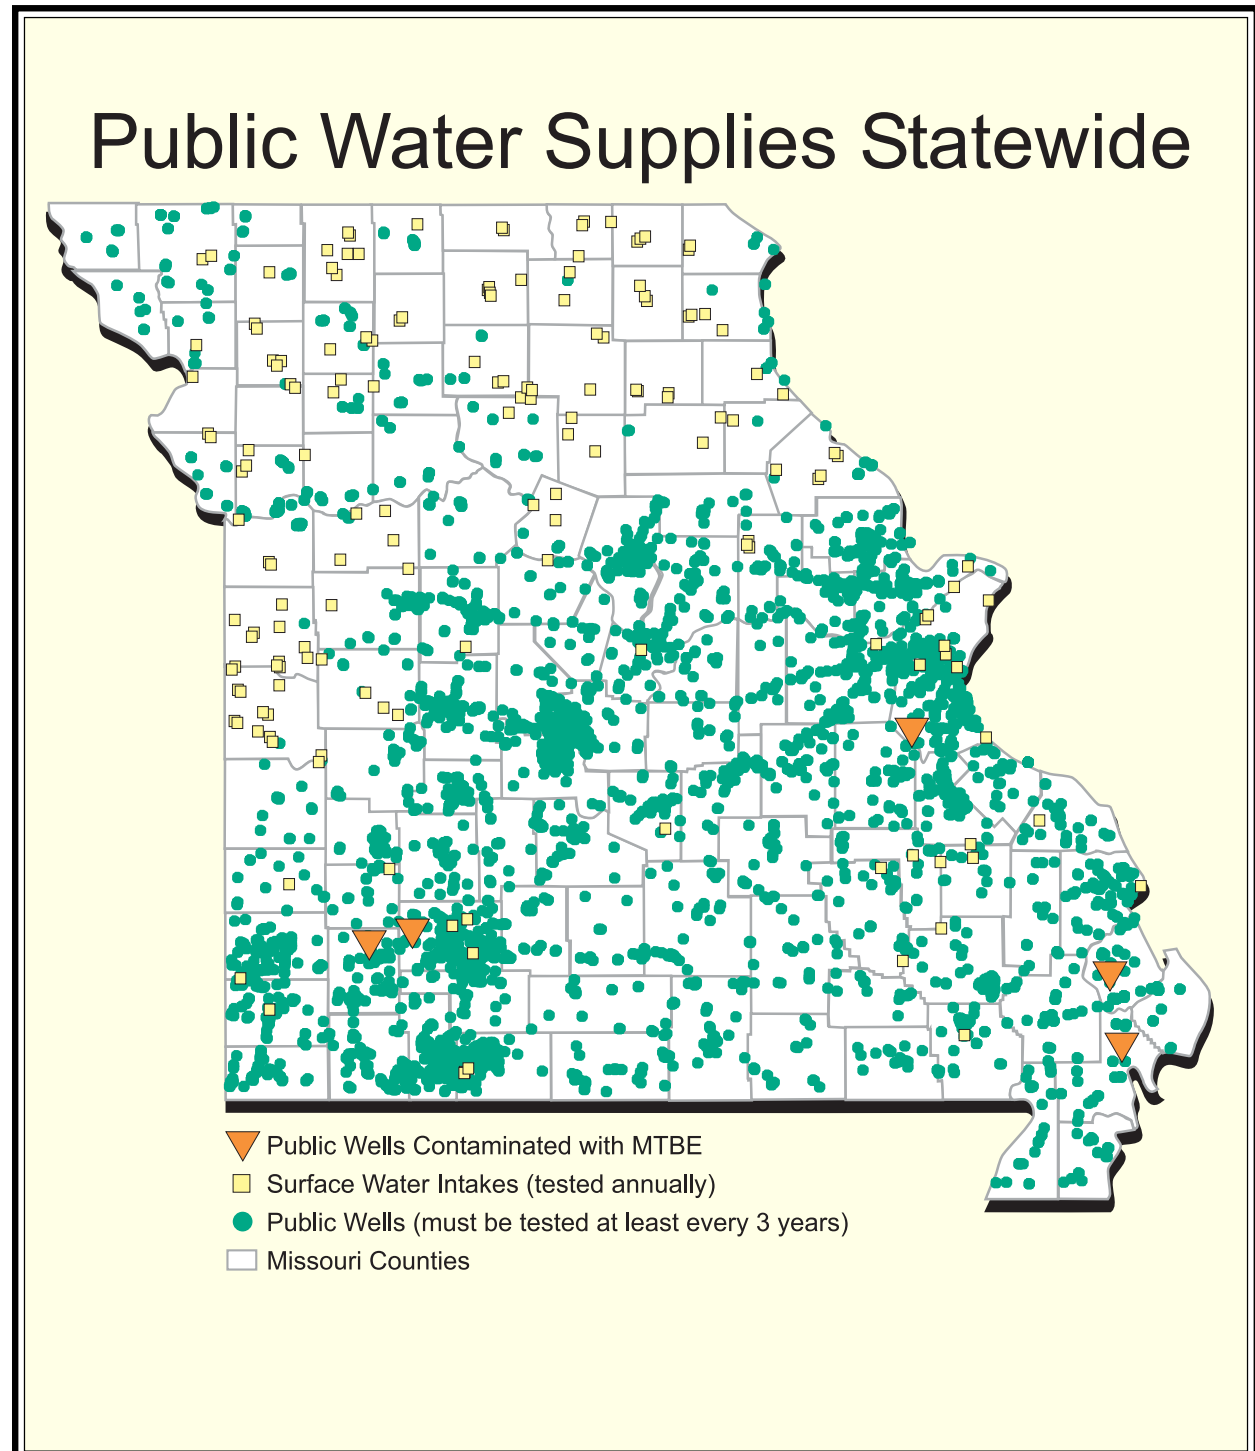 Public Water Supplies Statewide
Public Wells Contaminated with MTBE
Surface Water Intakes (tested annually)
Public Wells (must be tested at least every 3 years)
Missouri Counties